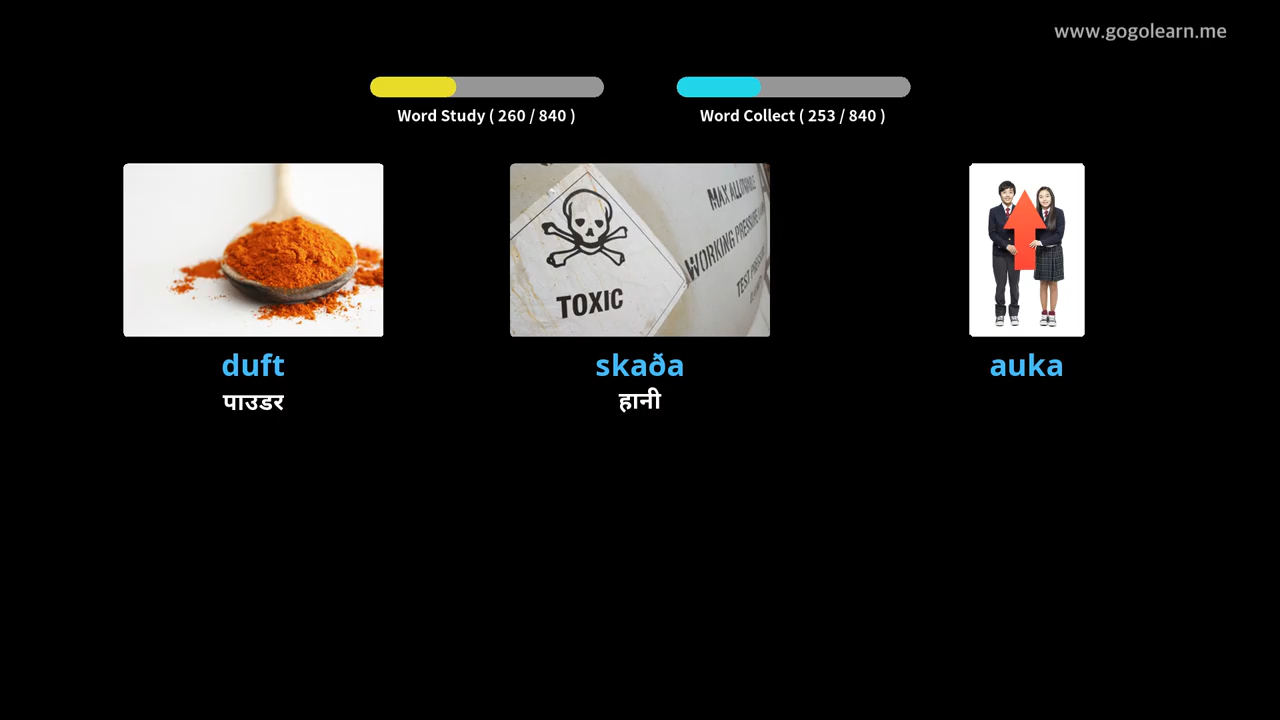 www.gogolearn.me
Word Study ( 260 / 840 )
Word Collect ( 253 / 840 )
TOXIC
MAX ALLOWABLE
WORKING PRESSURE
TEST PRESSURE
duft
skaða
auka
पाउडर
हानी